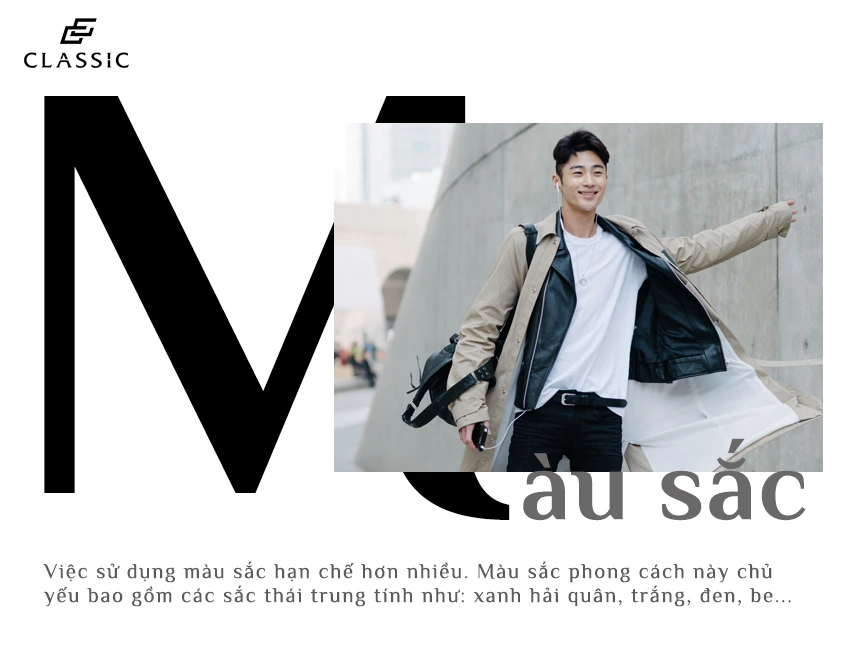 CLASSIC
Màu sắc
Việc sử dụng màu sắc hạn chế hơn nhiều. Màu sắc phong cách này chủ
yếu bao gồm các sắc thái trung tính như: xanh hải quân, trắng, đen, be...